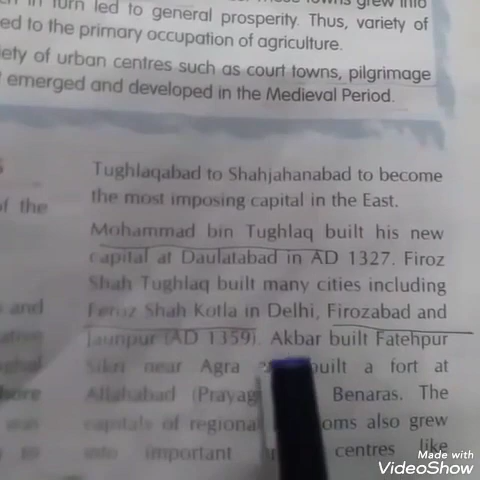 in turn led to general prosperity. Thus, variety of
ed to the primary occupation of agriculture.
ety of urban centres such as court towns, pilgrimage
emerged and developed in the Medieval Period.
Tughlaqabad to Shahjahanabad to become
of the the most imposing capital in the East.
Mohammad bin Tughlaq built his new
capital at Daulatabad in AD 1327. Firoz
Shah Tughlaq built many cities including
and Feroz Shah Kotla in Delhi, Firozabad and
Jaunpur (AD 1359). Akbar built Fatehpur
Sikri near Agra built a fort at
Allahabad (Prayag Benaras. The
was capitals of regional oms also grew
into important centres like
Made with
VideoShow